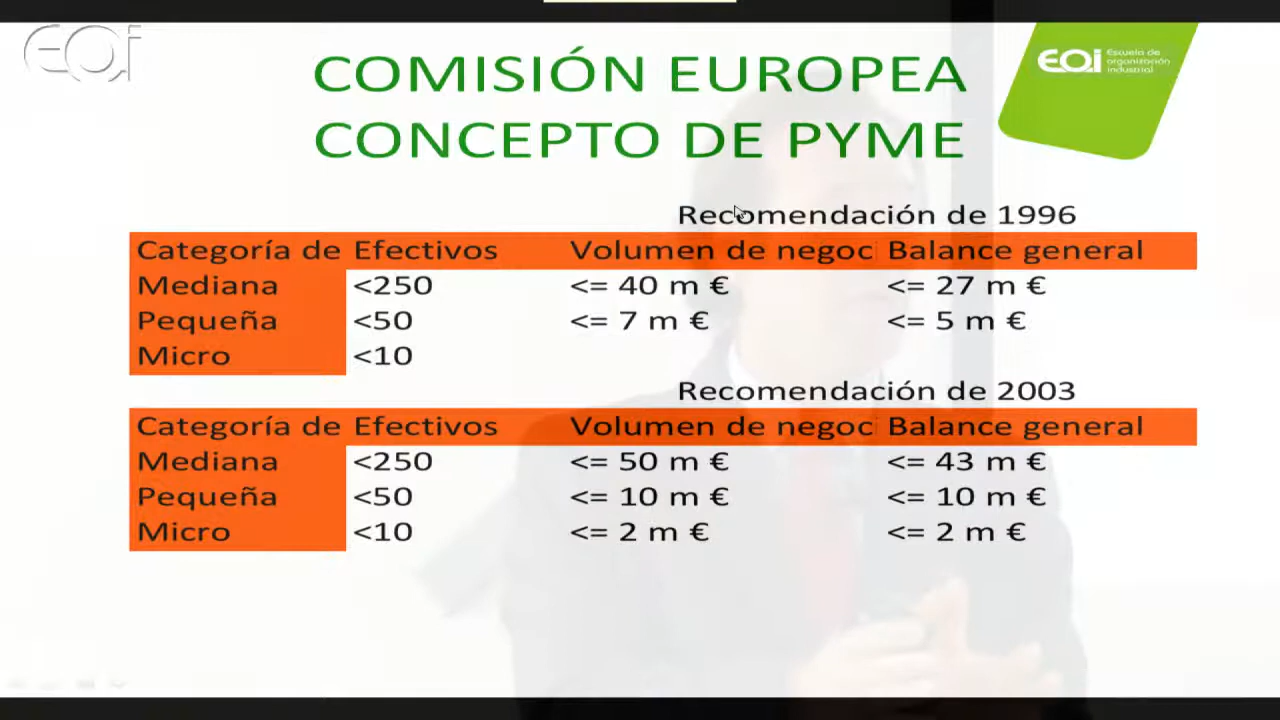 EOI
COMISIÓN EUROPEA
CONCEPTO DE PYME
EOI Escuela de
organización
industrial
Recomendación de 1996
Categoría de Efectivos Volumen de negoc Balance general
Mediana <250 <= 40 m € <= 27 m €
Pequeña <50 <= 7 m € <= 5 m €
Micro <10
Recomendación de 2003
Categoría de Efectivos Volumen de negoc Balance general
Mediana <250 <= 50 m € <= 43 m €
Pequeña <50 <= 10 m € <= 10 m €
Micro <10 <= 2 m € <= 2 m €